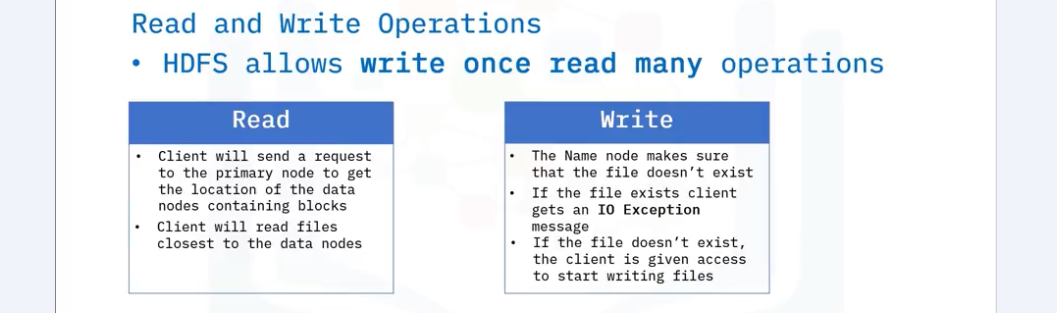 Read and Write Operations
• HDFS allows write once read many operations
Read
• Client will send a request
to the primary node to get
the location of the data
nodes containing blocks
• Client will read files
closest to the data nodes
Write
• The Name node makes sure
that the file doesn't exist
• If the file exists client
gets an IO Exception
message
• If the file doesn't exist,
the client is given access
to start writing files